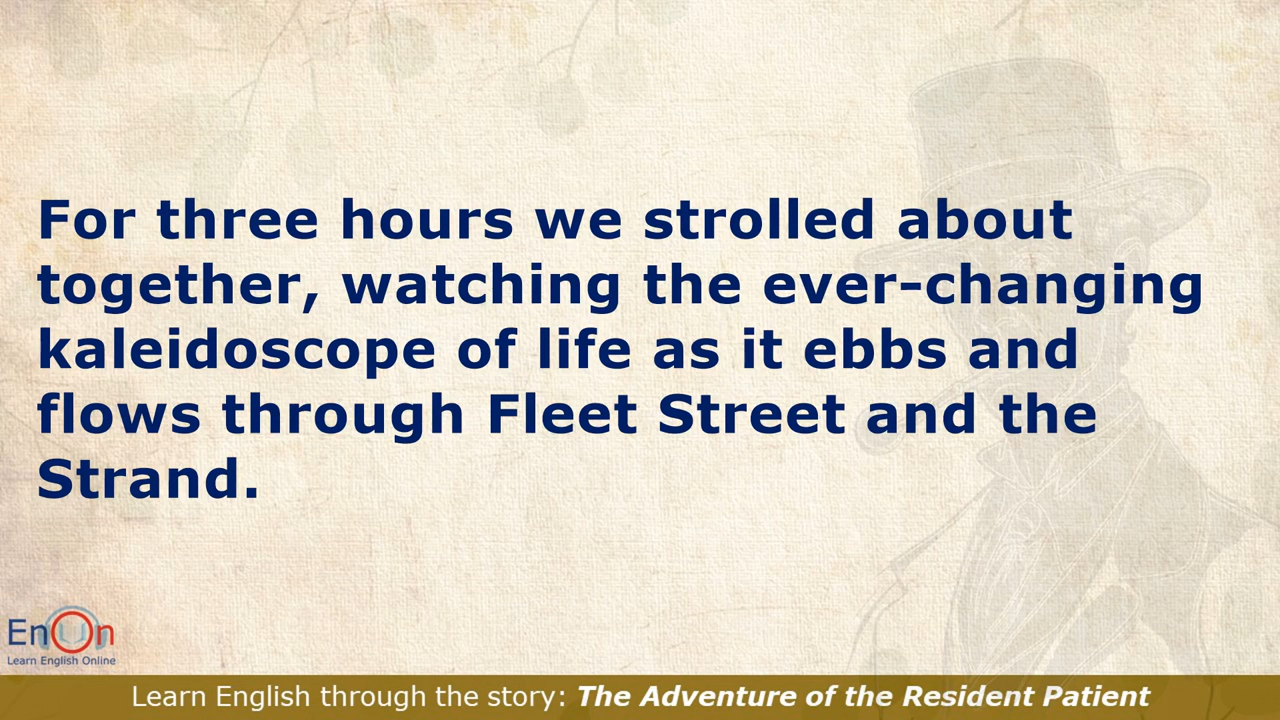 For three hours we strolled about
together, watching the ever-changing
kaleidoscope of life as it ebbs and
flows through Fleet Street and the
Strand.
EnOn
Learn English Online
Learn English through the story: The Adventure of the Resident Patient